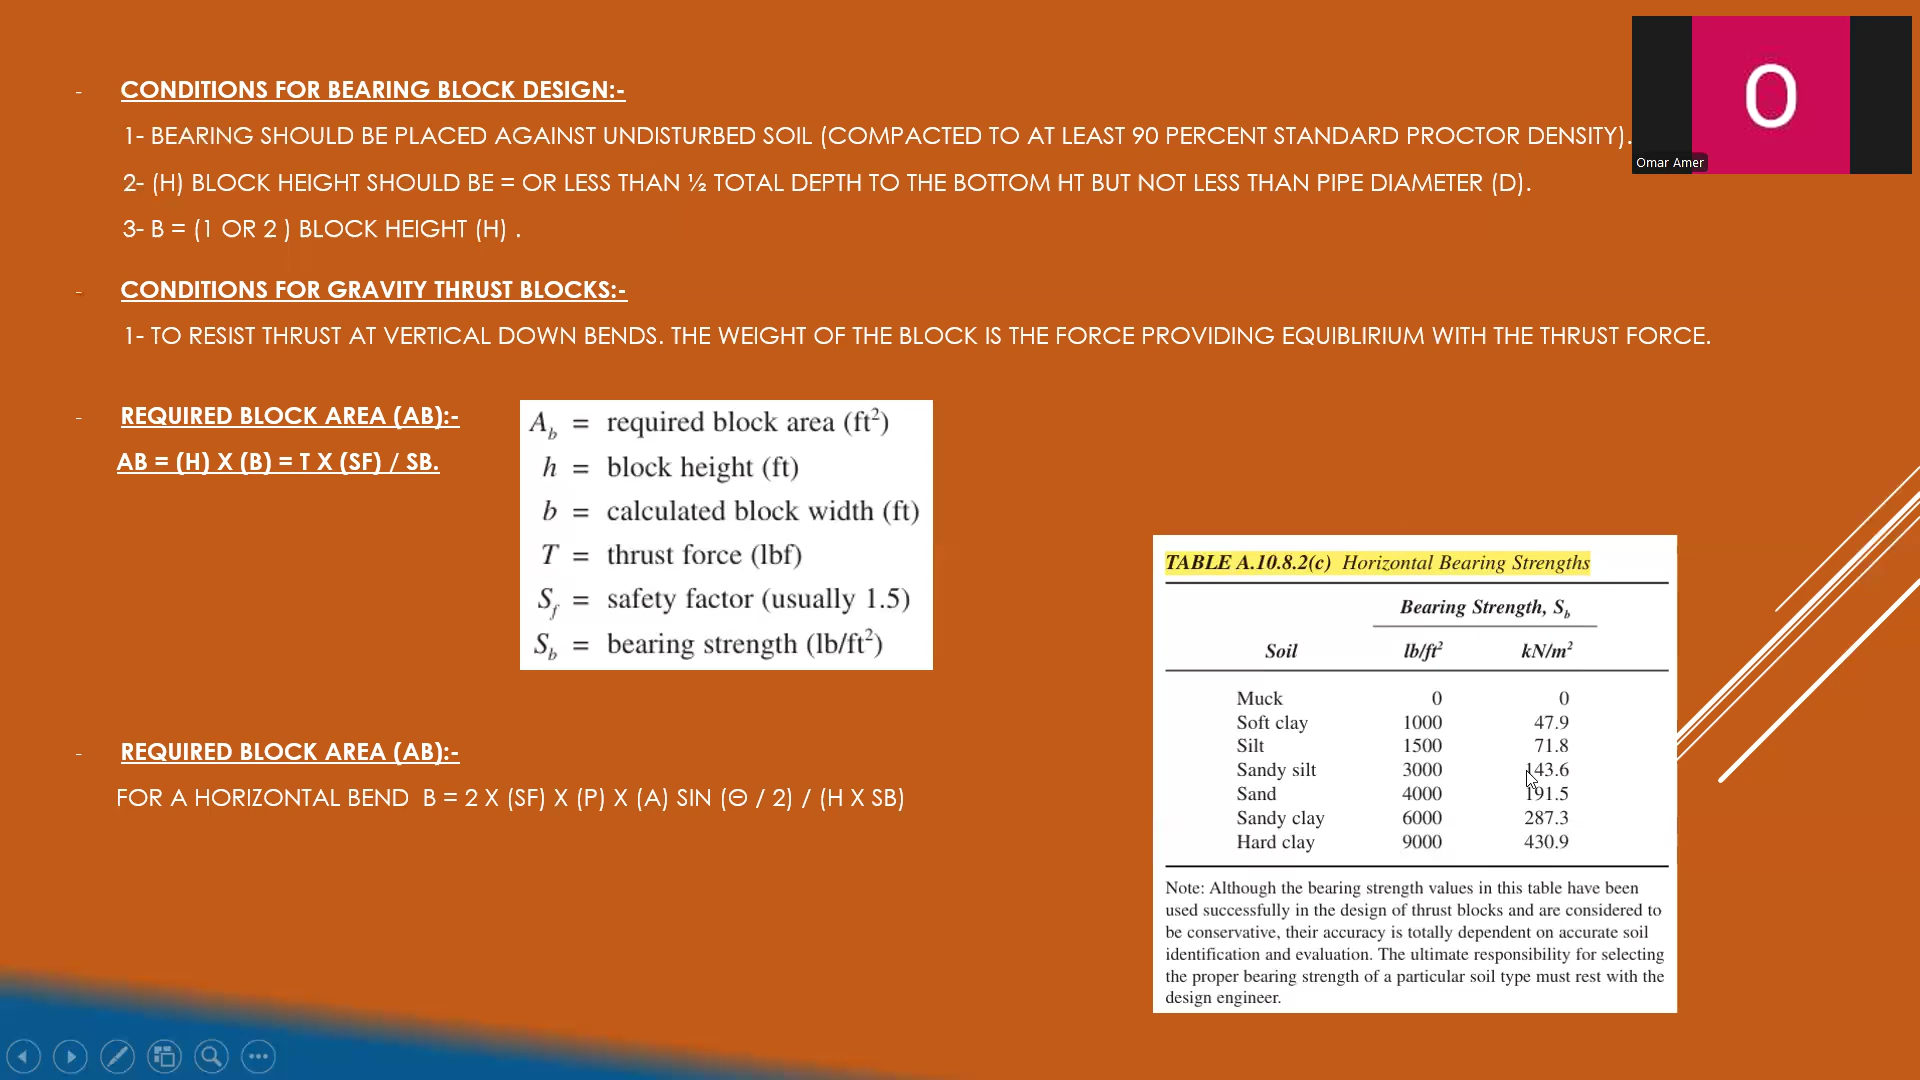 - CONDITIONS FOR BEARING BLOCK DESIGN:-
1- BEARING SHOULD BE PLACED AGAINST UNDISTURBED SOIL (COMPACTED TO AT LEAST 90 PERCENT STANDARD PROCTOR DENSITY).
2- (H) BLOCK HEIGHT SHOULD BE = OR LESS THAN ½ TOTAL DEPTH TO THE BOTTOM HT BUT NOT LESS THAN PIPE DIAMETER (D).
3- B = (1 OR 2 ) BLOCK HEIGHT (H) .
- CONDITIONS FOR GRAVITY THRUST BLOCKS:-
1- TO RESIST THRUST AT VERTICAL DOWN BENDS. THE WEIGHT OF THE BLOCK IS THE FORCE PROVIDING EQUIBLIRIUM WITH THE THRUST FORCE.
- REQUIRED BLOCK AREA (AB):-
AB = (H) X (B) = T X (SF) / SB.
A_b = required block area (ft²)
h = block height (ft)
b = calculated block width (ft)
T = thrust force (lbf)
S_f = safety factor (usually 1.5)
S_b = bearing strength (lb/ft²)
- REQUIRED BLOCK AREA (AB):-
FOR A HORIZONTAL BEND B = 2 X (SF) X (P) X (A) SIN (Θ / 2) / (H X SB)
TABLE A.10.8.2(c) Horizontal Bearing Strengths
Bearing Strength, S_b
Soil lb/ft² kN/m²
Muck 0 0
Soft clay 1000 47.9
Silt 1500 71.8
Sandy silt 3000 143.6
Sand 4000 191.5
Sandy clay 6000 287.3
Hard clay 9000 430.9
Note: Although the bearing strength values in this table have been
used successfully in the design of thrust blocks and are considered to
be conservative, their accuracy is totally dependent on accurate soil
identification and evaluation. The ultimate responsibility for selecting
the proper bearing strength of a particular soil type must rest with the
design engineer.
O
Omar Amer